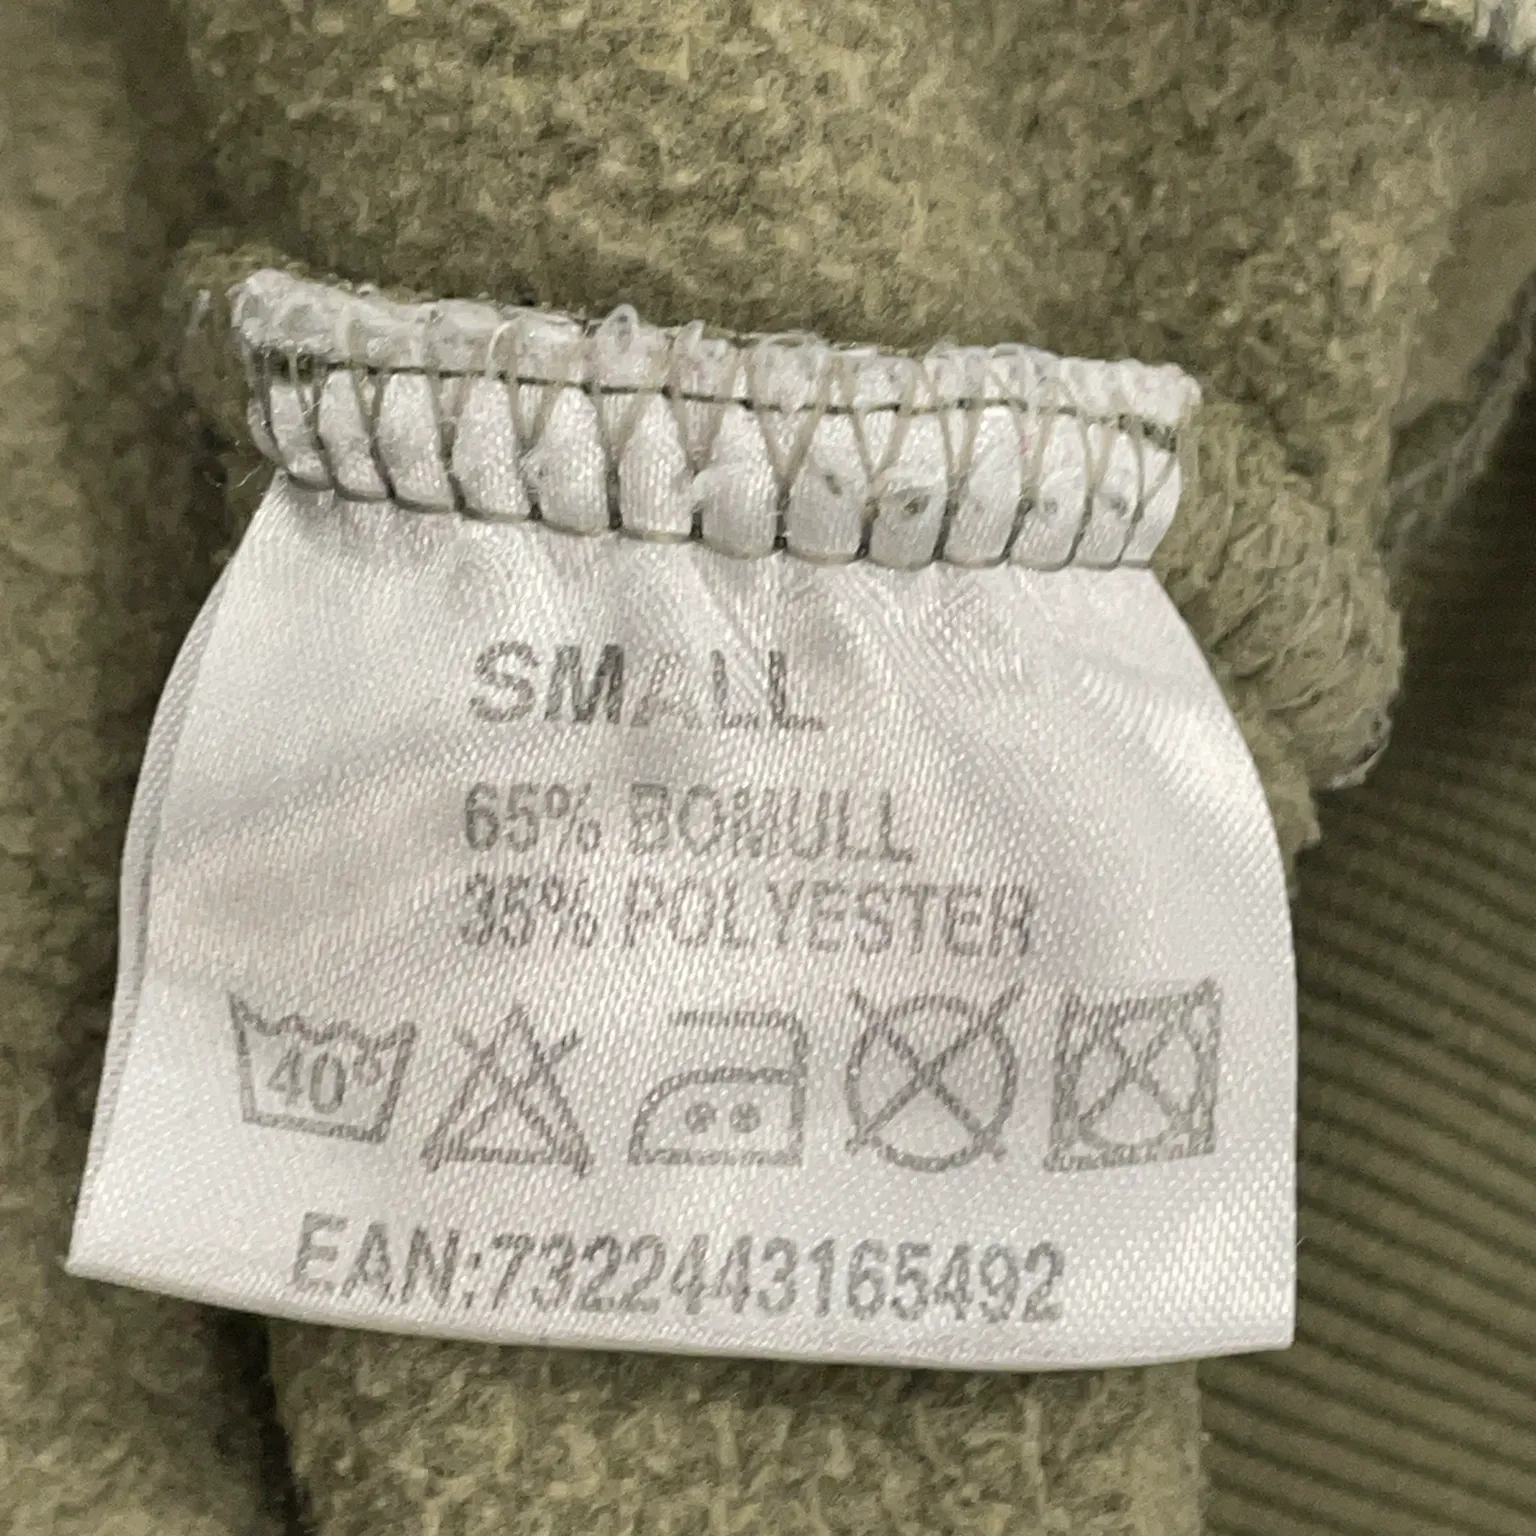 SMALL
65% BOMULL
35% POLYESTER
40°
EAN:7322443165492